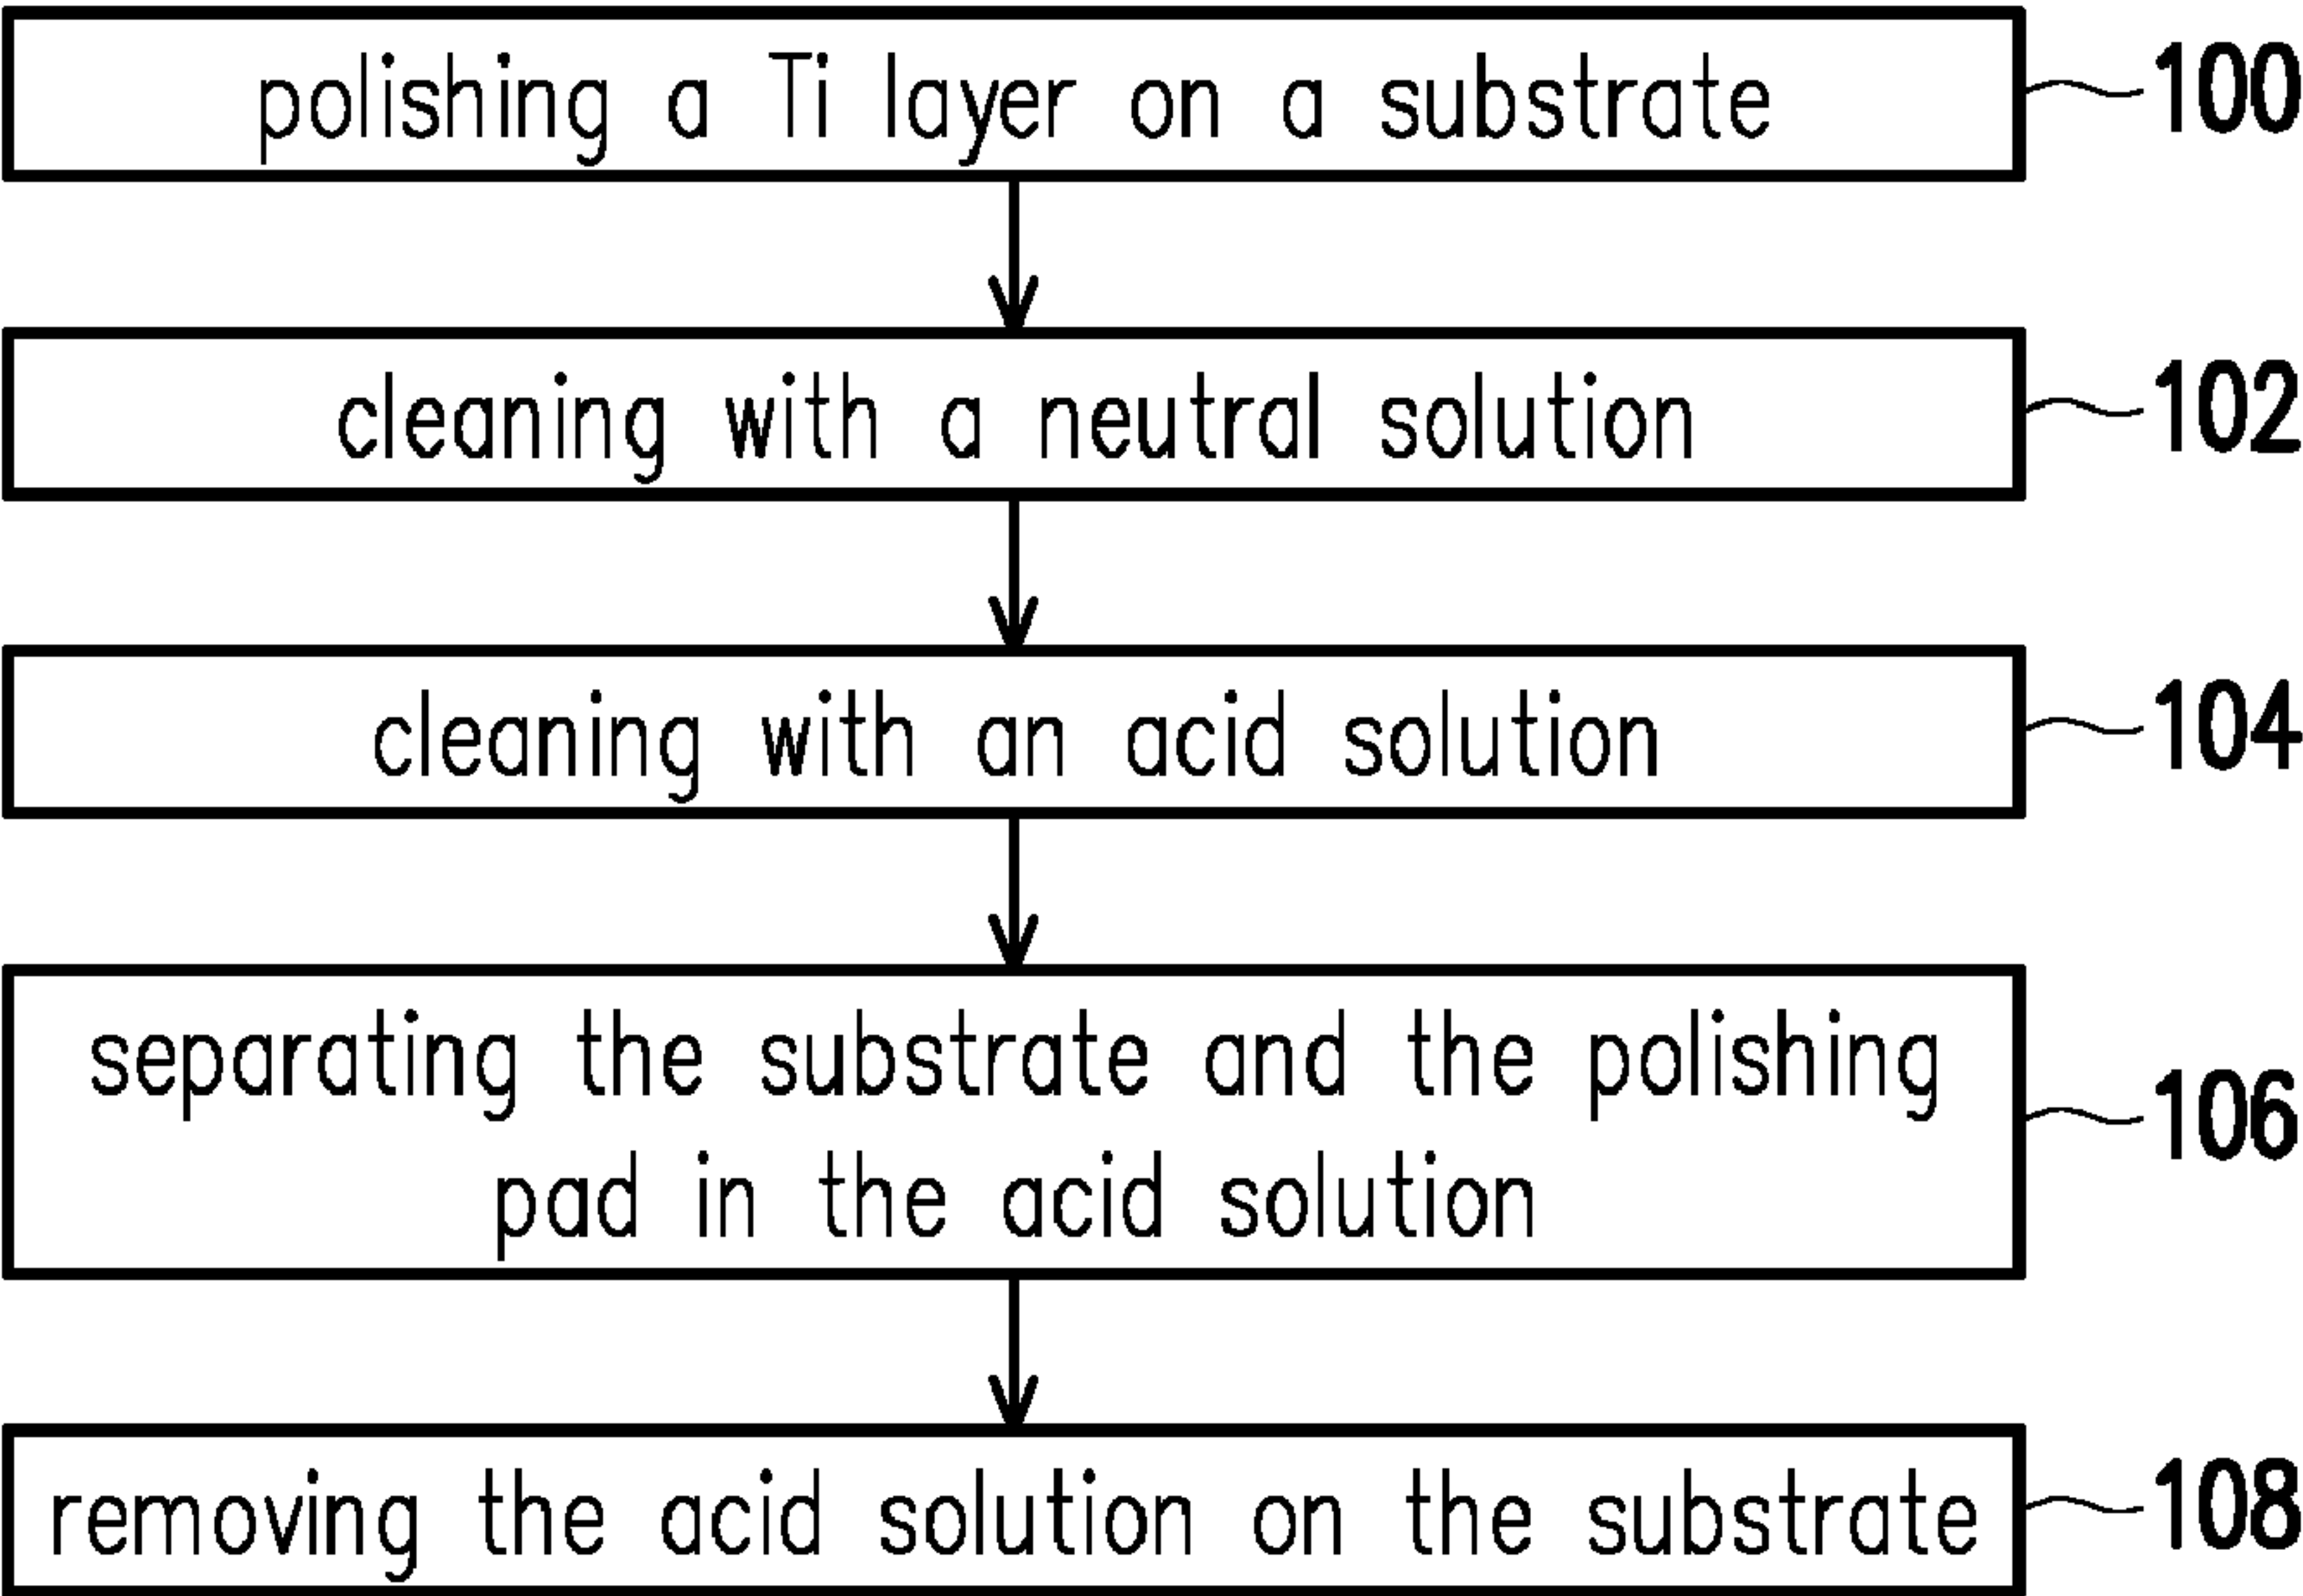 polishing a Ti layer on a substrate 100
cleaning with a neutral solution 102
cleaning with an acid solution 104
separating the substrate and the polishing
pad in the acid solution 106
removing the acid solution on the substrate 108